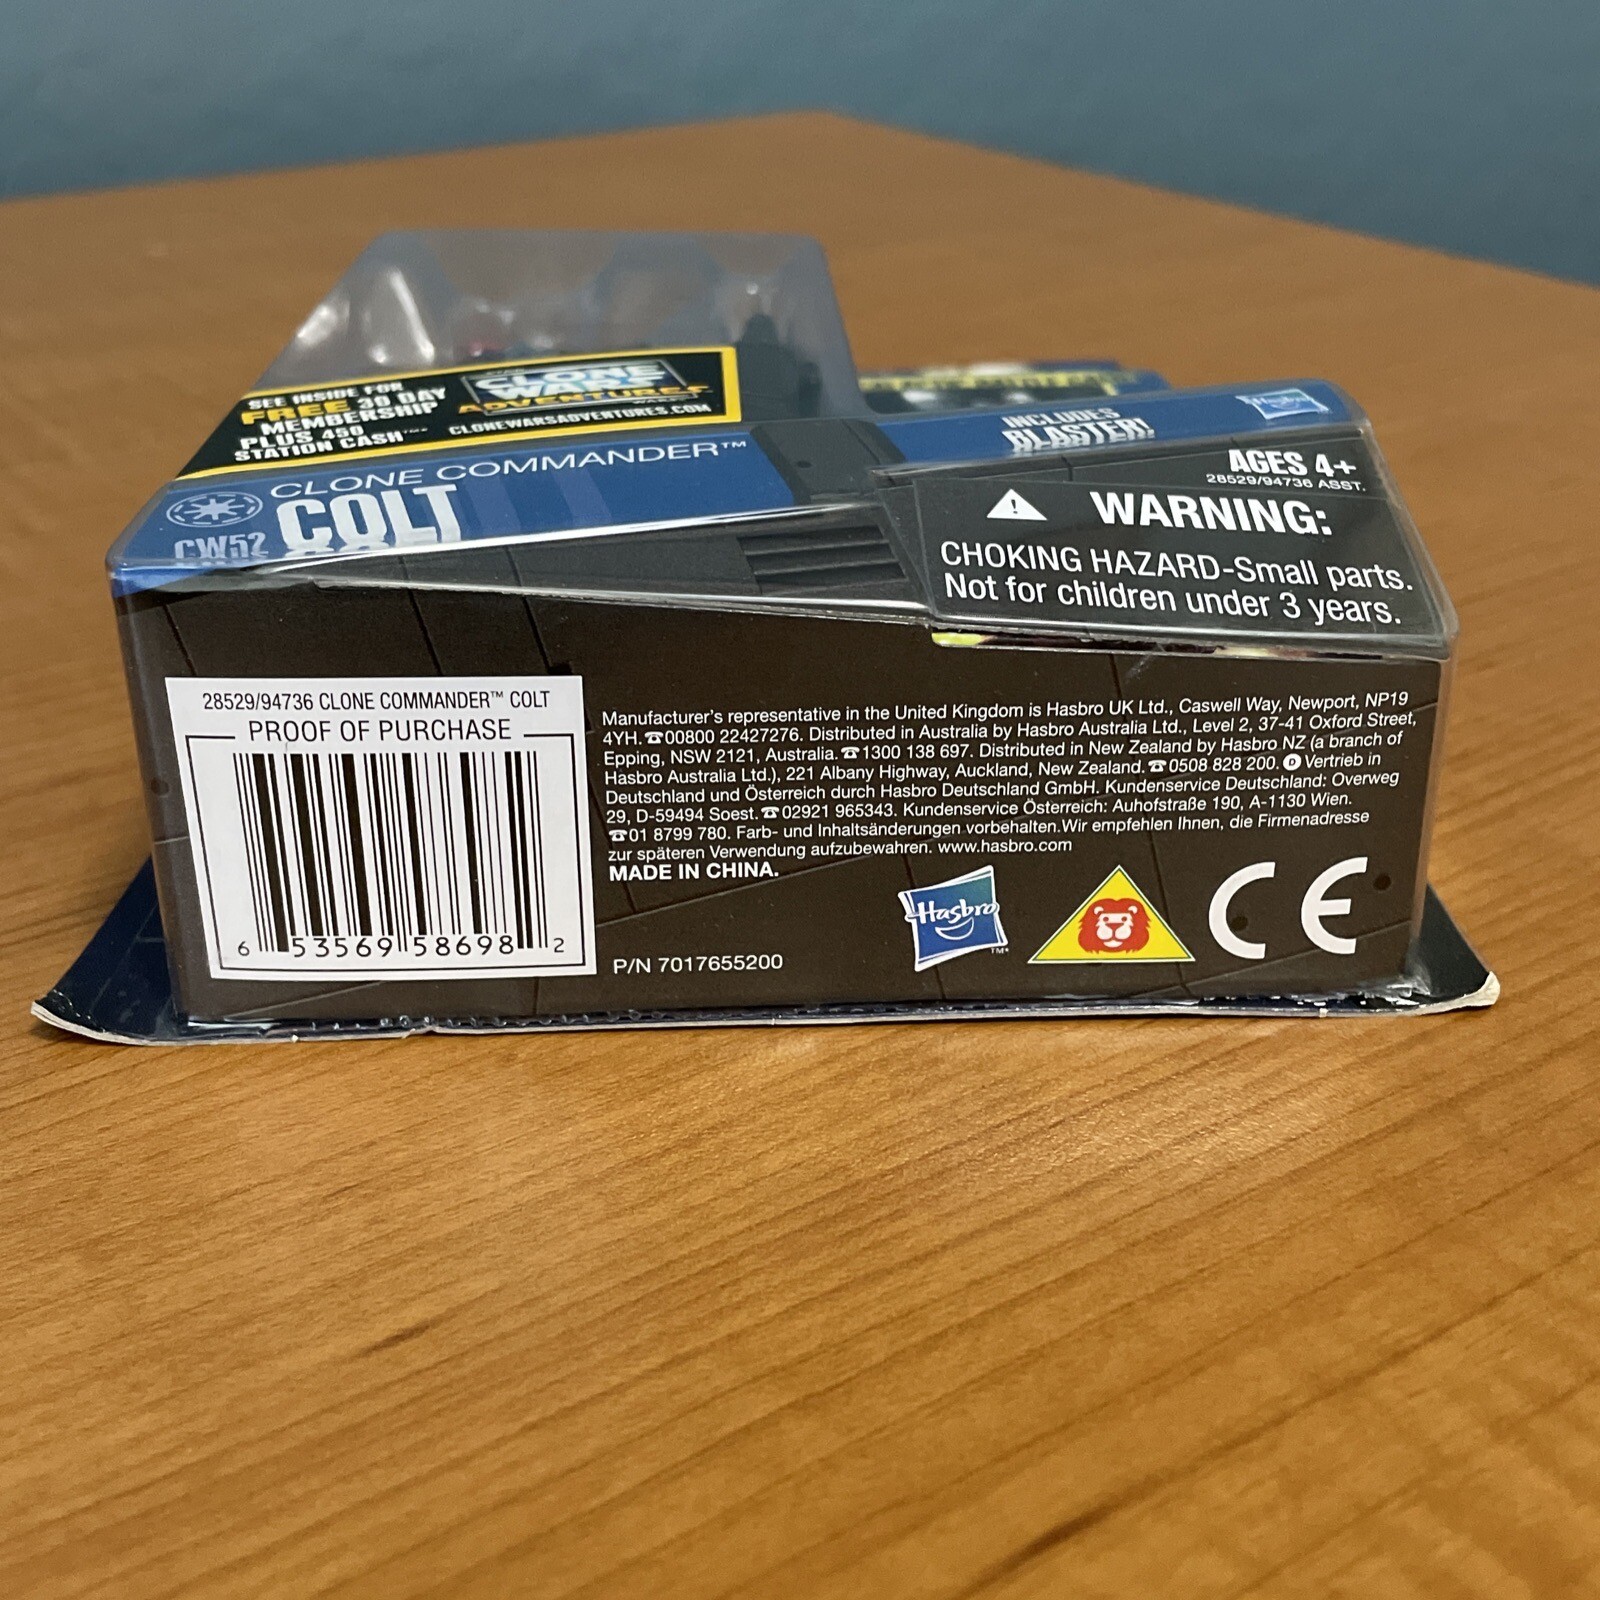 SEE INSIDE FOR
FREE 30 DAY
MEMBERSHIP
PLUS 450
STATION CASH™
CLONE
WARS
ADVENTURES
CLONEWARSADVENTURES.COM
CLONE COMMANDER™
COLT
CW52
INCLUDES
BLASTER!
Hasbro
AGES 4+
28529/94736 ASST.
WARNING:
CHOKING HAZARD-Small parts.
Not for children under 3 years.
28529/94736 CLONE COMMANDER™ COLT
PROOF OF PURCHASE
6 53569 58698 2
Manufacturer's representative in the United Kingdom is Hasbro UK Ltd., Caswell Way, Newport, NP19
4YH. ☎00800 22427276. Distributed in Australia by Hasbro Australia Ltd., Level 2, 37-41 Oxford Street,
Epping, NSW 2121, Australia. ☎1300 138 697. Distributed in New Zealand by Hasbro NZ (a branch of
Hasbro Australia Ltd.), 221 Albany Highway, Auckland, New Zealand. ☎0508 828 200. Ⓓ Vertrieb in
Deutschland und Österreich durch Hasbro Deutschland GmbH. Kundenservice Deutschland: Overweg
29, D-59494 Soest. ☎02921 965343. Kundenservice Österreich: Auhofstraße 190, A-1130 Wien.
☎01 8799 780. Farb- und Inhaltsänderungen vorbehalten.Wir empfehlen Ihnen, die Firmenadresse
zur späteren Verwendung aufzubewahren. www.hasbro.com
MADE IN CHINA.
P/N 7017655200
Hasbro
TM*
CE